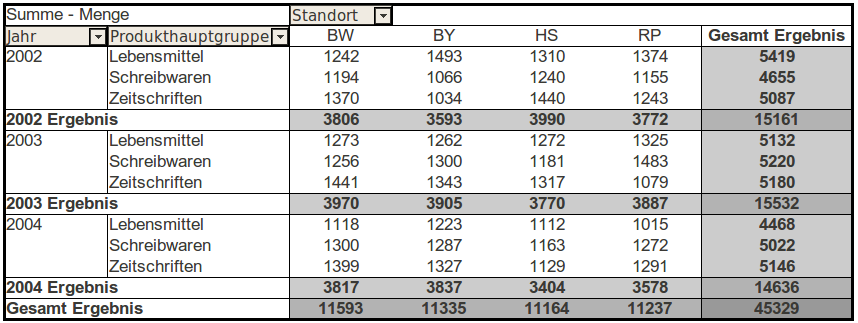 Summe - Menge Standort
Jahr Produkthauptgruppe BW BY HS RP Gesamt Ergebnis
2002 Lebensmittel 1242 1493 1310 1374 5419
Schreibwaren 1194 1066 1240 1155 4655
Zeitschriften 1370 1034 1440 1243 5087
2002 Ergebnis 3806 3593 3990 3772 15161
2003 Lebensmittel 1273 1262 1272 1325 5132
Schreibwaren 1256 1300 1181 1483 5220
Zeitschriften 1441 1343 1317 1079 5180
2003 Ergebnis 3970 3905 3770 3887 15532
2004 Lebensmittel 1118 1223 1112 1015 4468
Schreibwaren 1300 1287 1163 1272 5022
Zeitschriften 1399 1327 1129 1291 5146
2004 Ergebnis 3817 3837 3404 3578 14636
Gesamt Ergebnis 11593 11335 11164 11237 45329